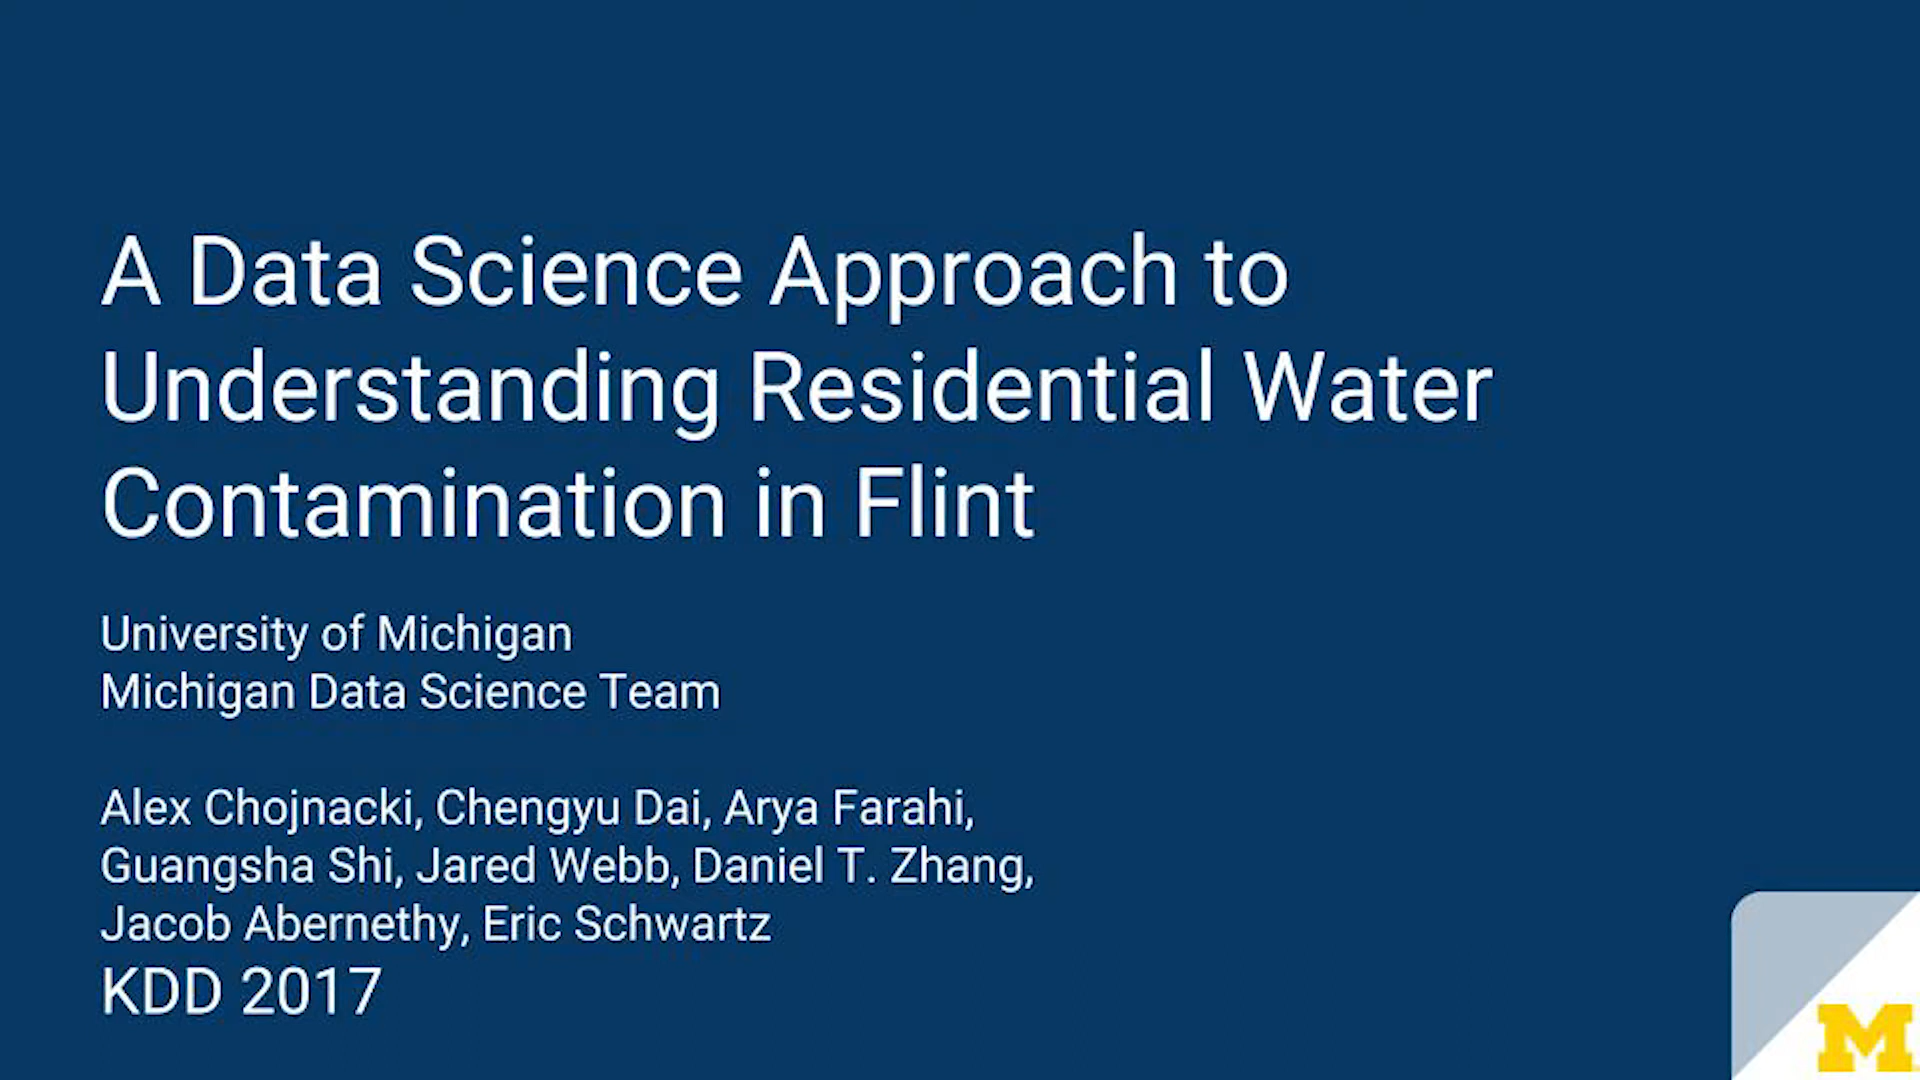 A Data Science Approach to
Understanding Residential Water
Contamination in Flint
University of Michigan
Michigan Data Science Team
Alex Chojnacki, Chengyu Dai, Arya Farahi,
Guangsha Shi, Jared Webb, Daniel T. Zhang,
Jacob Abernethy, Eric Schwartz
KDD 2017
M